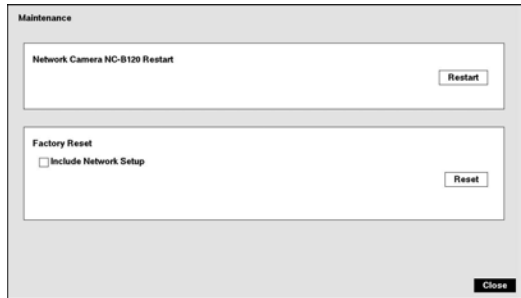 Maintenance
Network Camera NC-B120 Restart
Restart
Factory Reset
Include Network Setup
Reset
Close